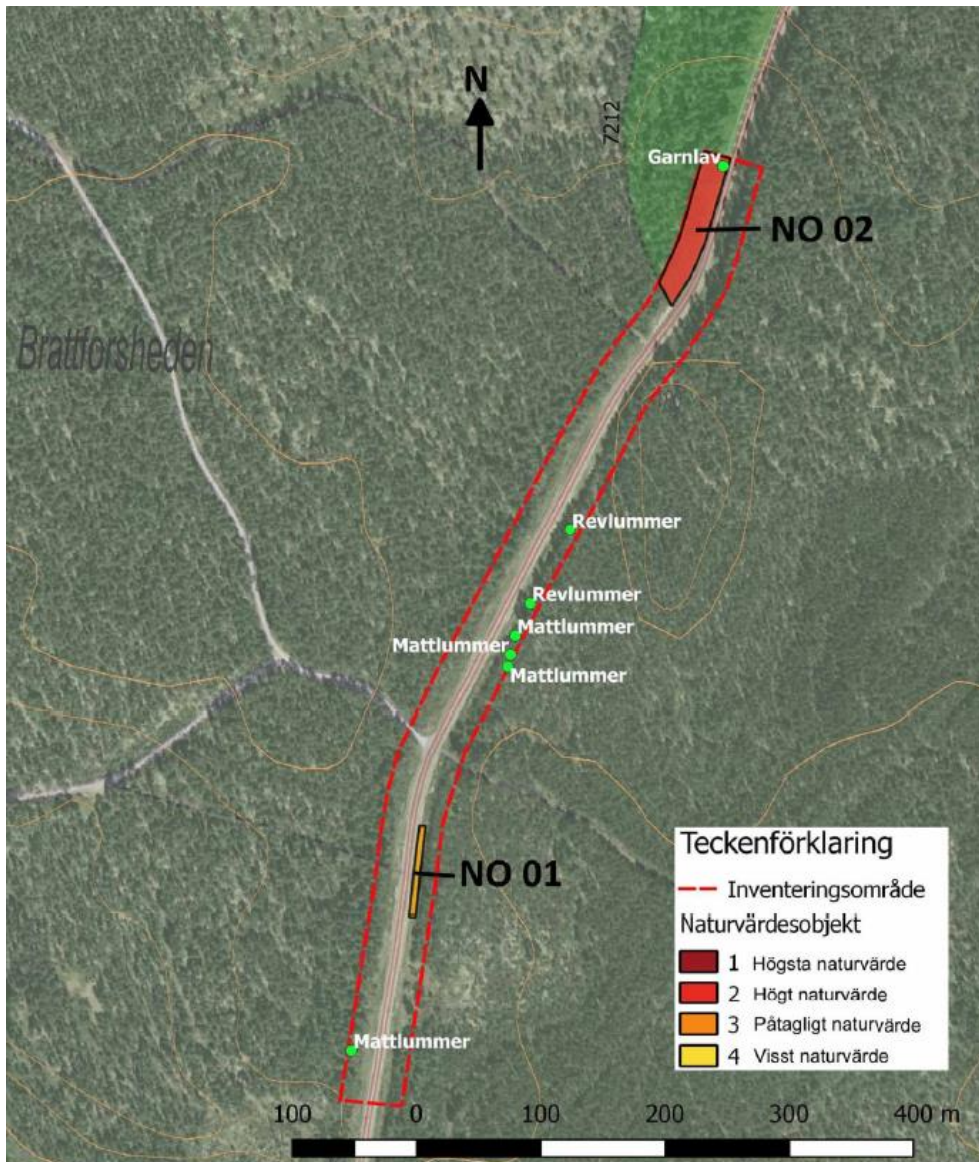 N
7212
Garnlav
NO 02
Brattforsheden
Revlummer
Revlummer
Mattlummer
Mattlummer
Mattlummer
NO 01
Mattlummer
Teckenförklaring
Inventeringsområde
Naturvärdesobjekt
1 Högsta naturvärde
2 Högt naturvärde
3 Påtagligt naturvärde
4 Visst naturvärde
100 0 100 200 300 400 m